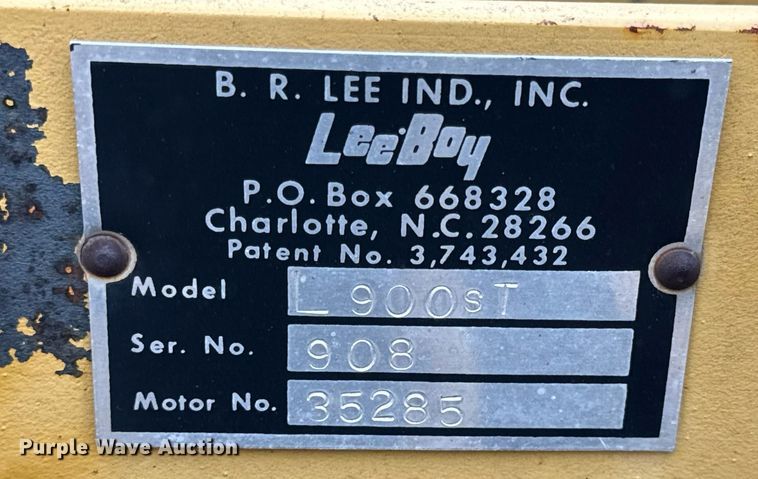 B. R. LEE IND., INC.
LeeBoy
P.O. Box 668328
Charlotte, N.C. 28266
Patent No. 3,743,432
Model L 900sT
Ser. No. 908
Motor No. 35285
Purple Wave Auction